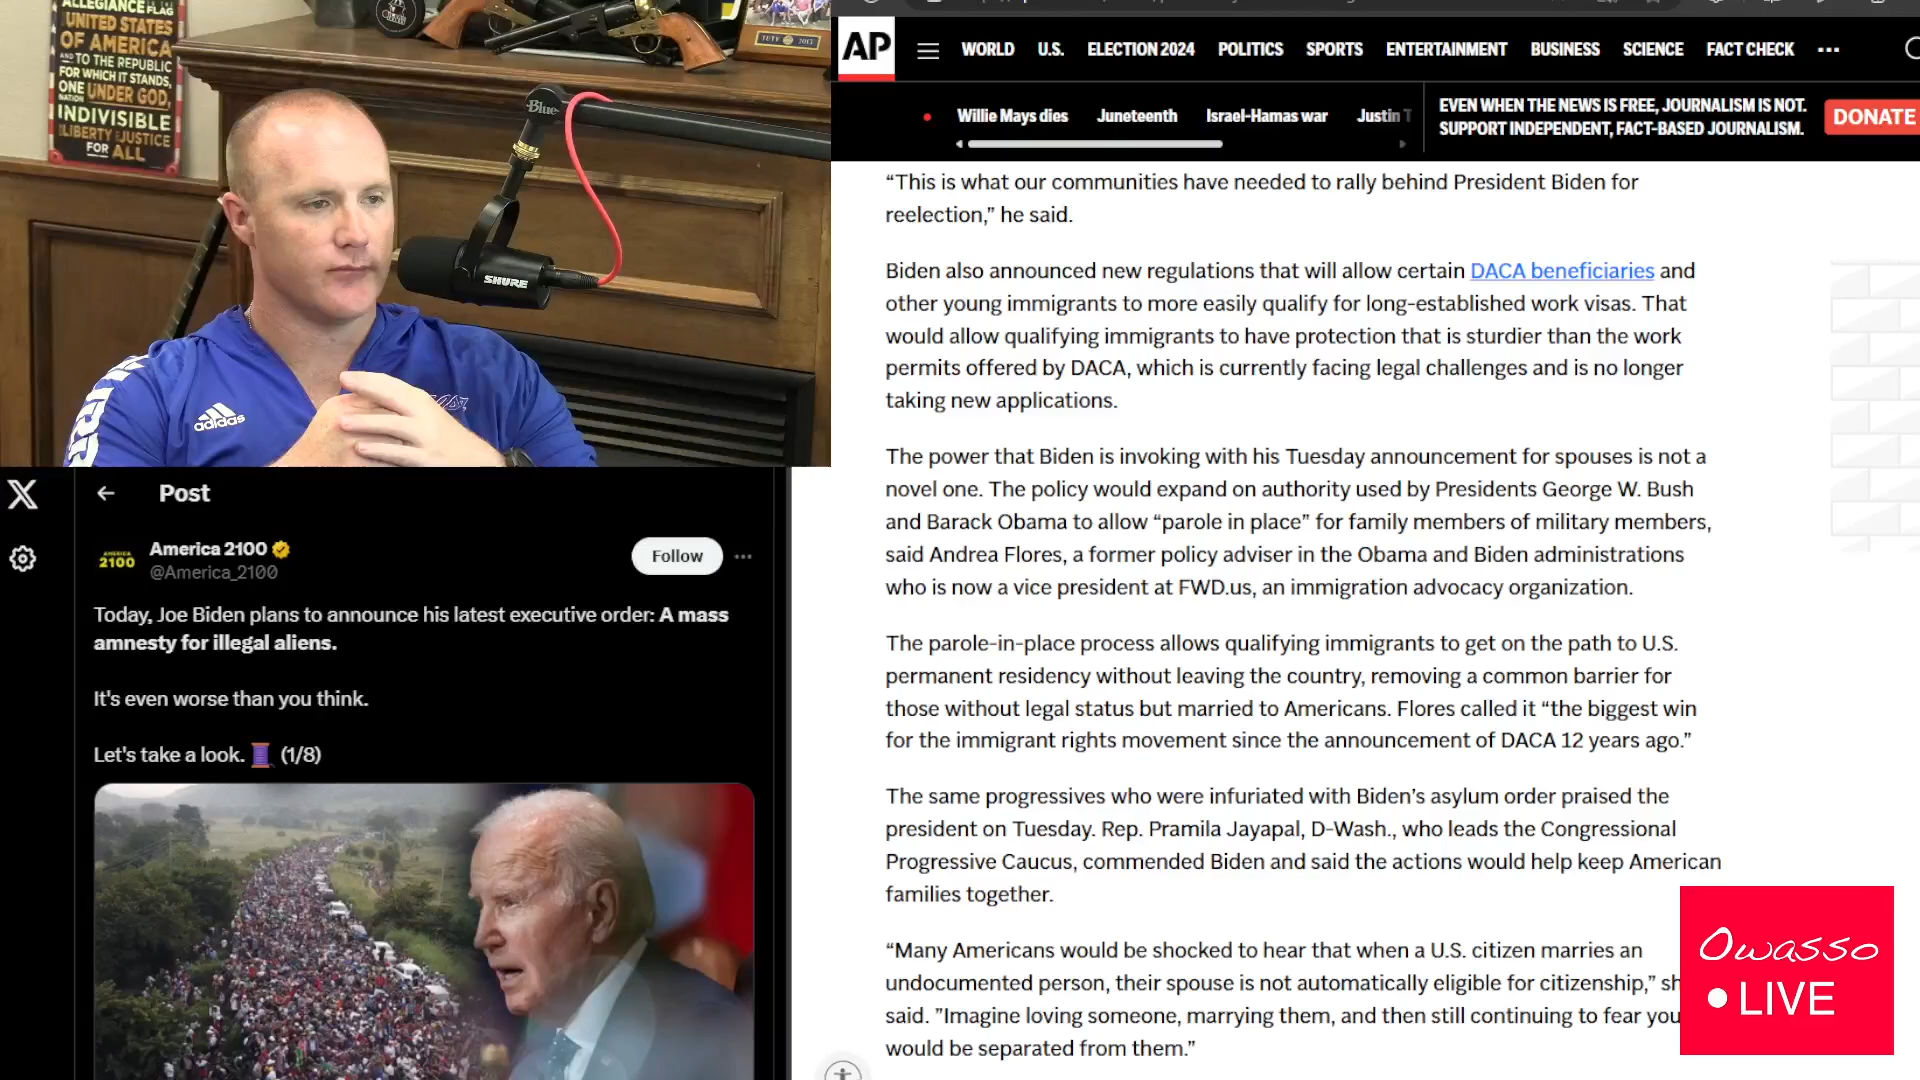 ALLEGIANCE FLAG
UNITED STATES
OF AMERICA
AND TO THE REPUBLIC
FOR WHICH IT STANDS,
ONE NATION UNDER GOD,
INDIVISIBLE
LIBERTY & JUSTICE
FOR ALL
Blue
SHURE
adidas
AP
WORLD U.S. ELECTION 2024 POLITICS SPORTS ENTERTAINMENT BUSINESS SCIENCE FACT CHECK •••
Willie Mays dies Juneteenth Israel-Hamas war Justin T
EVEN WHEN THE NEWS IS FREE, JOURNALISM IS NOT.
SUPPORT INDEPENDENT, FACT-BASED JOURNALISM.
DONATE
“This is what our communities have needed to rally behind President Biden for
reelection,” he said.
Biden also announced new regulations that will allow certain DACA beneficiaries and
other young immigrants to more easily qualify for long-established work visas. That
would allow qualifying immigrants to have protection that is sturdier than the work
permits offered by DACA, which is currently facing legal challenges and is no longer
taking new applications.
The power that Biden is invoking with his Tuesday announcement for spouses is not a
novel one. The policy would expand on authority used by Presidents George W. Bush
and Barack Obama to allow “parole in place” for family members of military members,
said Andrea Flores, a former policy adviser in the Obama and Biden administrations
who is now a vice president at FWD.us, an immigration advocacy organization.
The parole-in-place process allows qualifying immigrants to get on the path to U.S.
permanent residency without leaving the country, removing a common barrier for
those without legal status but married to Americans. Flores called it “the biggest win
for the immigrant rights movement since the announcement of DACA 12 years ago.”
The same progressives who were infuriated with Biden’s asylum order praised the
president on Tuesday. Rep. Pramila Jayapal, D-Wash., who leads the Congressional
Progressive Caucus, commended Biden and said the actions would help keep American
families together.
“Many Americans would be shocked to hear that when a U.S. citizen marries an
undocumented person, their spouse is not automatically eligible for citizenship,” sh
said. ”Imagine loving someone, marrying them, and then still continuing to fear you
would be separated from them.”
Post
AMERICA
2100
America 2100
@America_2100
Follow
Today, Joe Biden plans to announce his latest executive order: A mass
amnesty for illegal aliens.
It's even worse than you think.
Let's take a look. 🧵 (1/8)
Owasso
LIVE